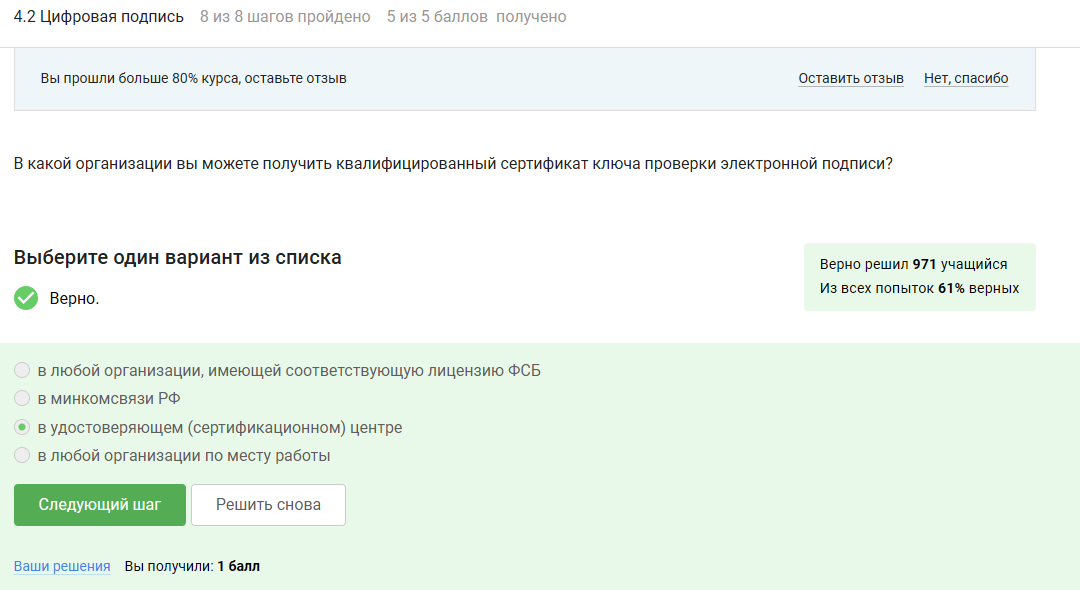 4.2 Цифровая подпись 8 из 8 шагов пройдено 5 из 5 баллов получено
Вы прошли больше 80% курса, оставьте отзыв Оставить отзыв Нет, спасибо
В какой организации вы можете получить квалифицированный сертификат ключа проверки электронной подписи?
Выберите один вариант из списка
Верно.
Верно решил 971 учащийся
Из всех попыток 61% верных
в любой организации, имеющей соответствующую лицензию ФСБ
в минкомсвязи РФ
в удостоверяющем (сертификационном) центре
в любой организации по месту работы
Следующий шаг Решить снова
Ваши решения Вы получили: 1 балл